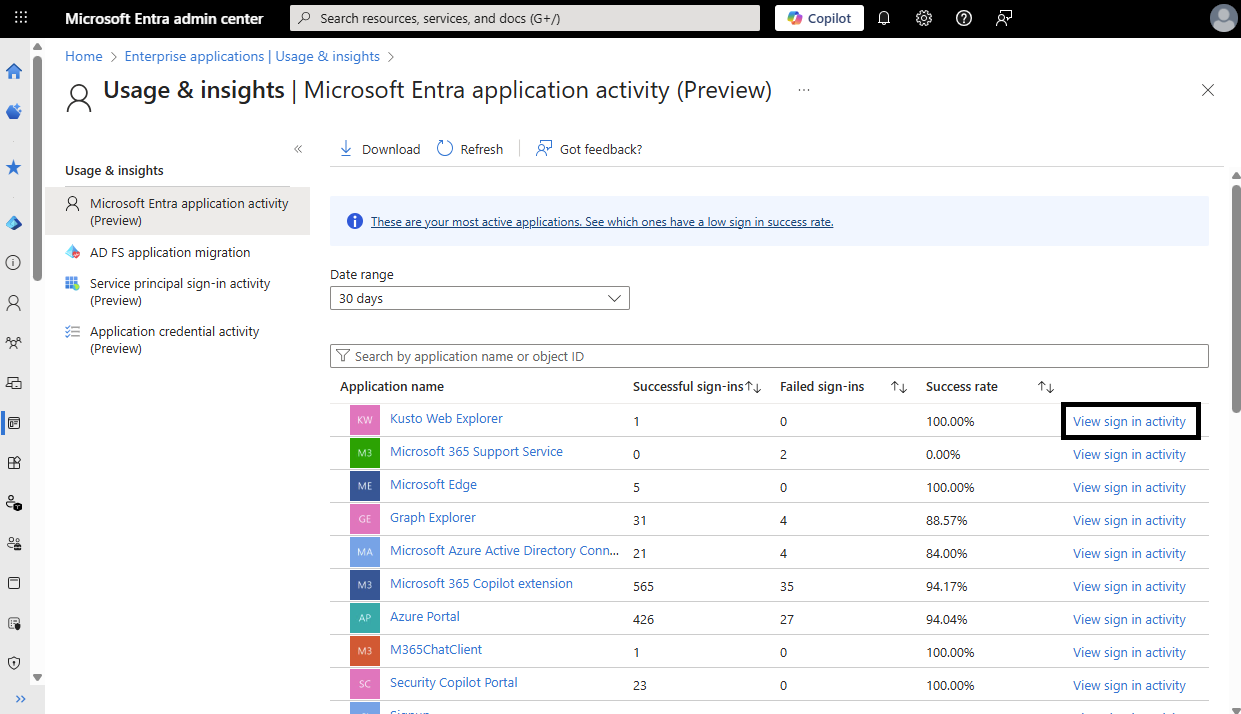 Microsoft Entra admin center
Search resources, services, and docs (G+/)
Copilot
Home > Enterprise applications | Usage & insights >
Usage & insights | Microsoft Entra application activity (Preview) ...
Usage & insights
Microsoft Entra application activity
(Preview)
AD FS application migration
Service principal sign-in activity
(Preview)
Application credential activity
(Preview)
Download Refresh Got feedback?
These are your most active applications. See which ones have a low sign in success rate.
Date range
30 days
Search by application name or object ID
Application name Successful sign-ins Failed sign-ins Success rate
KW Kusto Web Explorer 1 0 100.00% View sign in activity
M3 Microsoft 365 Support Service 0 2 0.00% View sign in activity
ME Microsoft Edge 5 0 100.00% View sign in activity
GE Graph Explorer 31 4 88.57% View sign in activity
MA Microsoft Azure Active Directory Conn... 21 4 84.00% View sign in activity
M3 Microsoft 365 Copilot extension 565 35 94.17% View sign in activity
AP Azure Portal 426 27 94.04% View sign in activity
M3 M365ChatClient 1 0 100.00% View sign in activity
SC Security Copilot Portal 23 0 100.00% View sign in activity